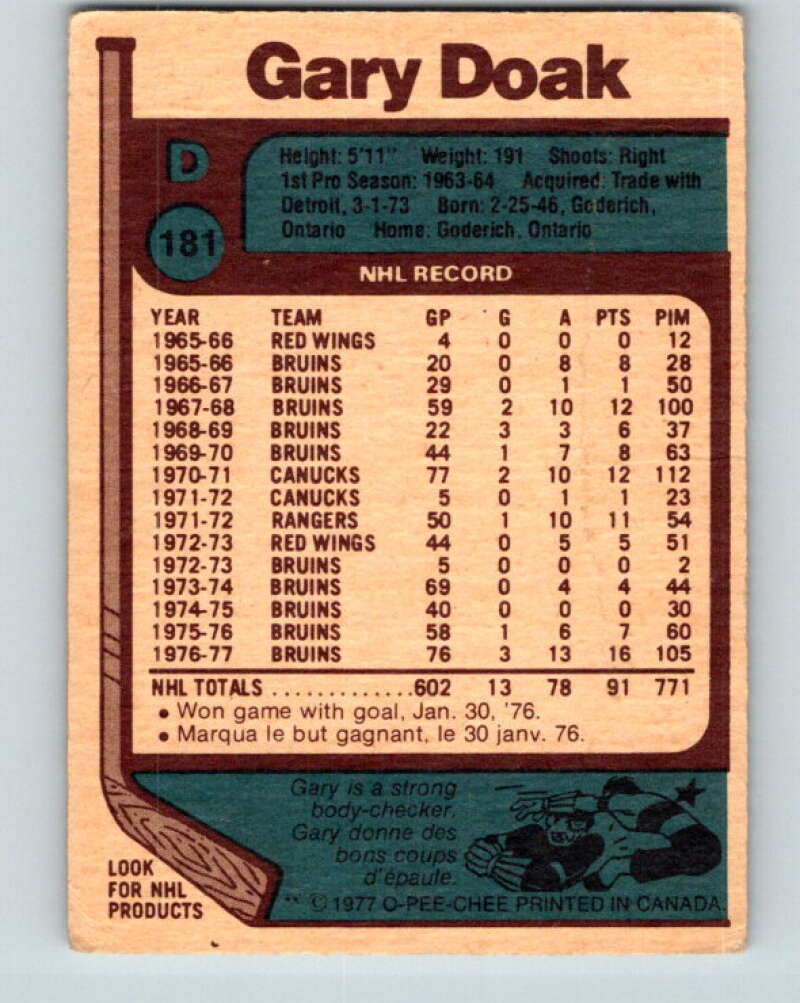 Gary Doak
D
181
Height: 5'11" Weight: 191 Shoots: Right
1st Pro Season: 1963-64 Acquired: Trade with
Detroit, 3-1-73 Born: 2-25-46, Goderich,
Ontario Home: Goderich, Ontario
NHL RECORD
YEAR TEAM GP G A PTS PIM
1965-66 RED WINGS 4 0 0 0 12
1965-66 BRUINS 20 0 8 8 28
1966-67 BRUINS 29 0 1 1 50
1967-68 BRUINS 59 2 10 12 100
1968-69 BRUINS 22 3 3 6 37
1969-70 BRUINS 44 1 7 8 63
1970-71 CANUCKS 77 2 10 12 112
1971-72 CANUCKS 5 0 1 1 23
1971-72 RANGERS 50 1 10 11 54
1972-73 RED WINGS 44 0 5 5 51
1972-73 BRUINS 5 0 0 0 2
1973-74 BRUINS 69 0 4 4 44
1974-75 BRUINS 40 0 0 0 30
1975-76 BRUINS 58 1 6 7 60
1976-77 BRUINS 76 3 13 16 105
NHL TOTALS .............602 13 78 91 771
• Won game with goal, Jan. 30, '76.
• Marqua le but gagnant, le 30 janv. 76.
Gary is a strong
body-checker.
Gary donne des
bons coups
d'épaule.
LOOK
FOR NHL
PRODUCTS
** © 1977 O-PEE-CHEE PRINTED IN CANADA.